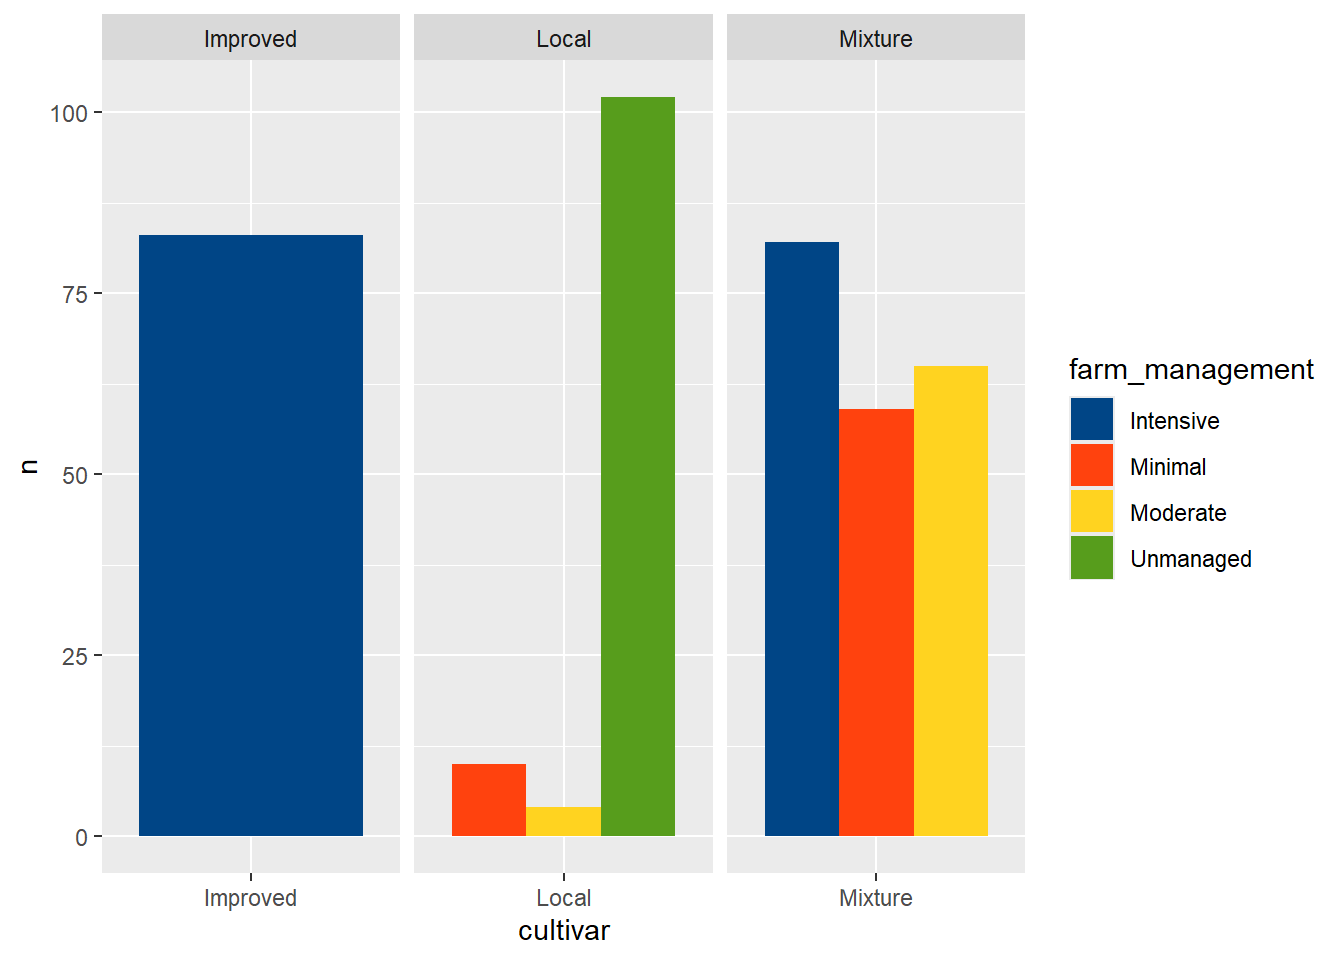 Improved Local Mixture
100
75
50
25
0
n
Improved Local Mixture
cultivar
farm_management
Intensive
Minimal
Moderate
Unmanaged